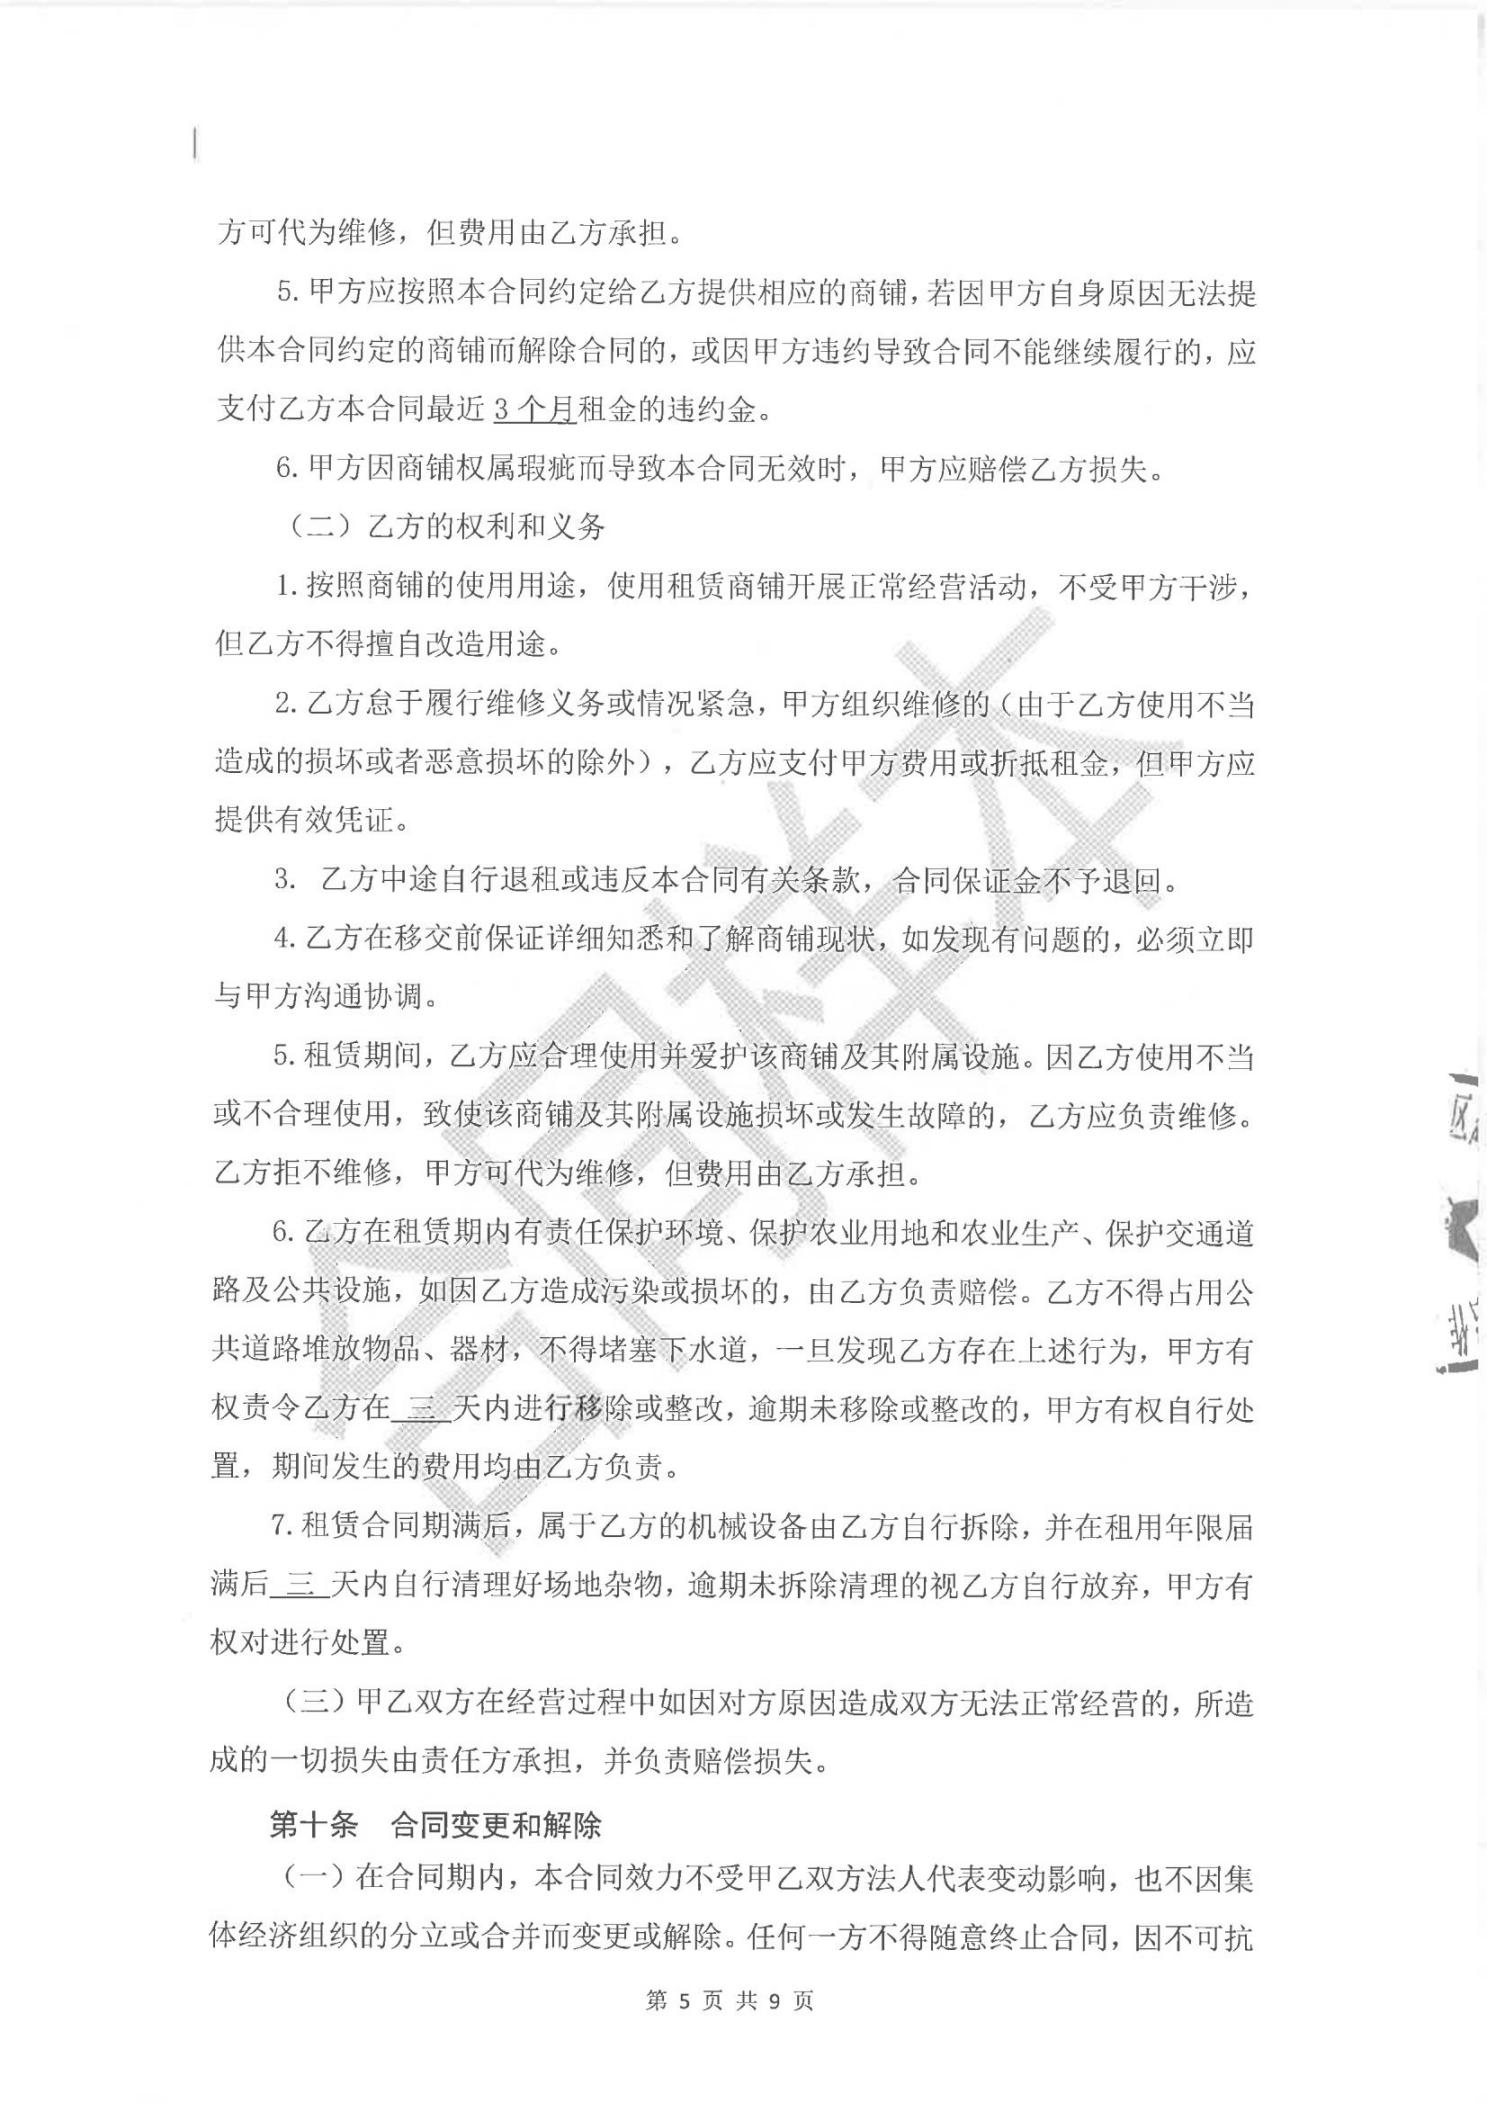 方可代为维修，但费用由乙方承担。
5.甲方应按照本合同约定给乙方提供相应的商铺，若因甲方自身原因无法提
供本合同约定的商铺而解除合同的，或因甲方违约导致合同不能继续履行的，应
支付乙方本合同最近 3个月租金的违约金。
6.甲方因商铺权属瑕疵而导致本合同无效时，甲方应赔偿乙方损失。
（二）乙方的权利和义务
1.按照商铺的使用用途，使用租赁商铺开展正常经营活动，不受甲方干涉，
但乙方不得擅自改造用途。
2.乙方怠于履行维修义务或情况紧急，甲方组织维修的（由于乙方使用不当
造成的损坏或者恶意损坏的除外），乙方应支付甲方费用或折抵租金，但甲方应
提供有效凭证。
3. 乙方中途自行退租或违反本合同有关条款，合同保证金不予退回。
4.乙方在移交前保证详细知悉和了解商铺现状，如发现有问题的，必须立即
与甲方沟通协调。
5.租赁期间，乙方应合理使用并爱护该商铺及其附属设施。因乙方使用不当
或不合理使用，致使该商铺及其附属设施损坏或发生故障的，乙方应负责维修。
乙方拒不维修，甲方可代为维修，但费用由乙方承担。
6.乙方在租赁期内有责任保护环境、保护农业用地和农业生产、保护交通道
路及公共设施，如因乙方造成污染或损坏的，由乙方负责赔偿。乙方不得占用公
共道路堆放物品、器材，不得堵塞下水道，一旦发现乙方存在上述行为，甲方有
权责令乙方在 三 天内进行移除或整改，逾期未移除或整改的，甲方有权自行处
置，期间发生的费用均由乙方负责。
7.租赁合同期满后，属于乙方的机械设备由乙方自行拆除，并在租用年限届
满后 三 天内自行清理好场地杂物，逾期未拆除清理的视乙方自行放弃，甲方有
权对进行处置。
（三）甲乙双方在经营过程中如因对方原因造成双方无法正常经营的，所造
成的一切损失由责任方承担，并负责赔偿损失。
第十条 合同变更和解除
（一）在合同期内，本合同效力不受甲乙双方法人代表变动影响，也不因集
体经济组织的分立或合并而变更或解除。任何一方不得随意终止合同，因不可抗
第 5 页 共 9 页
合同样本
区